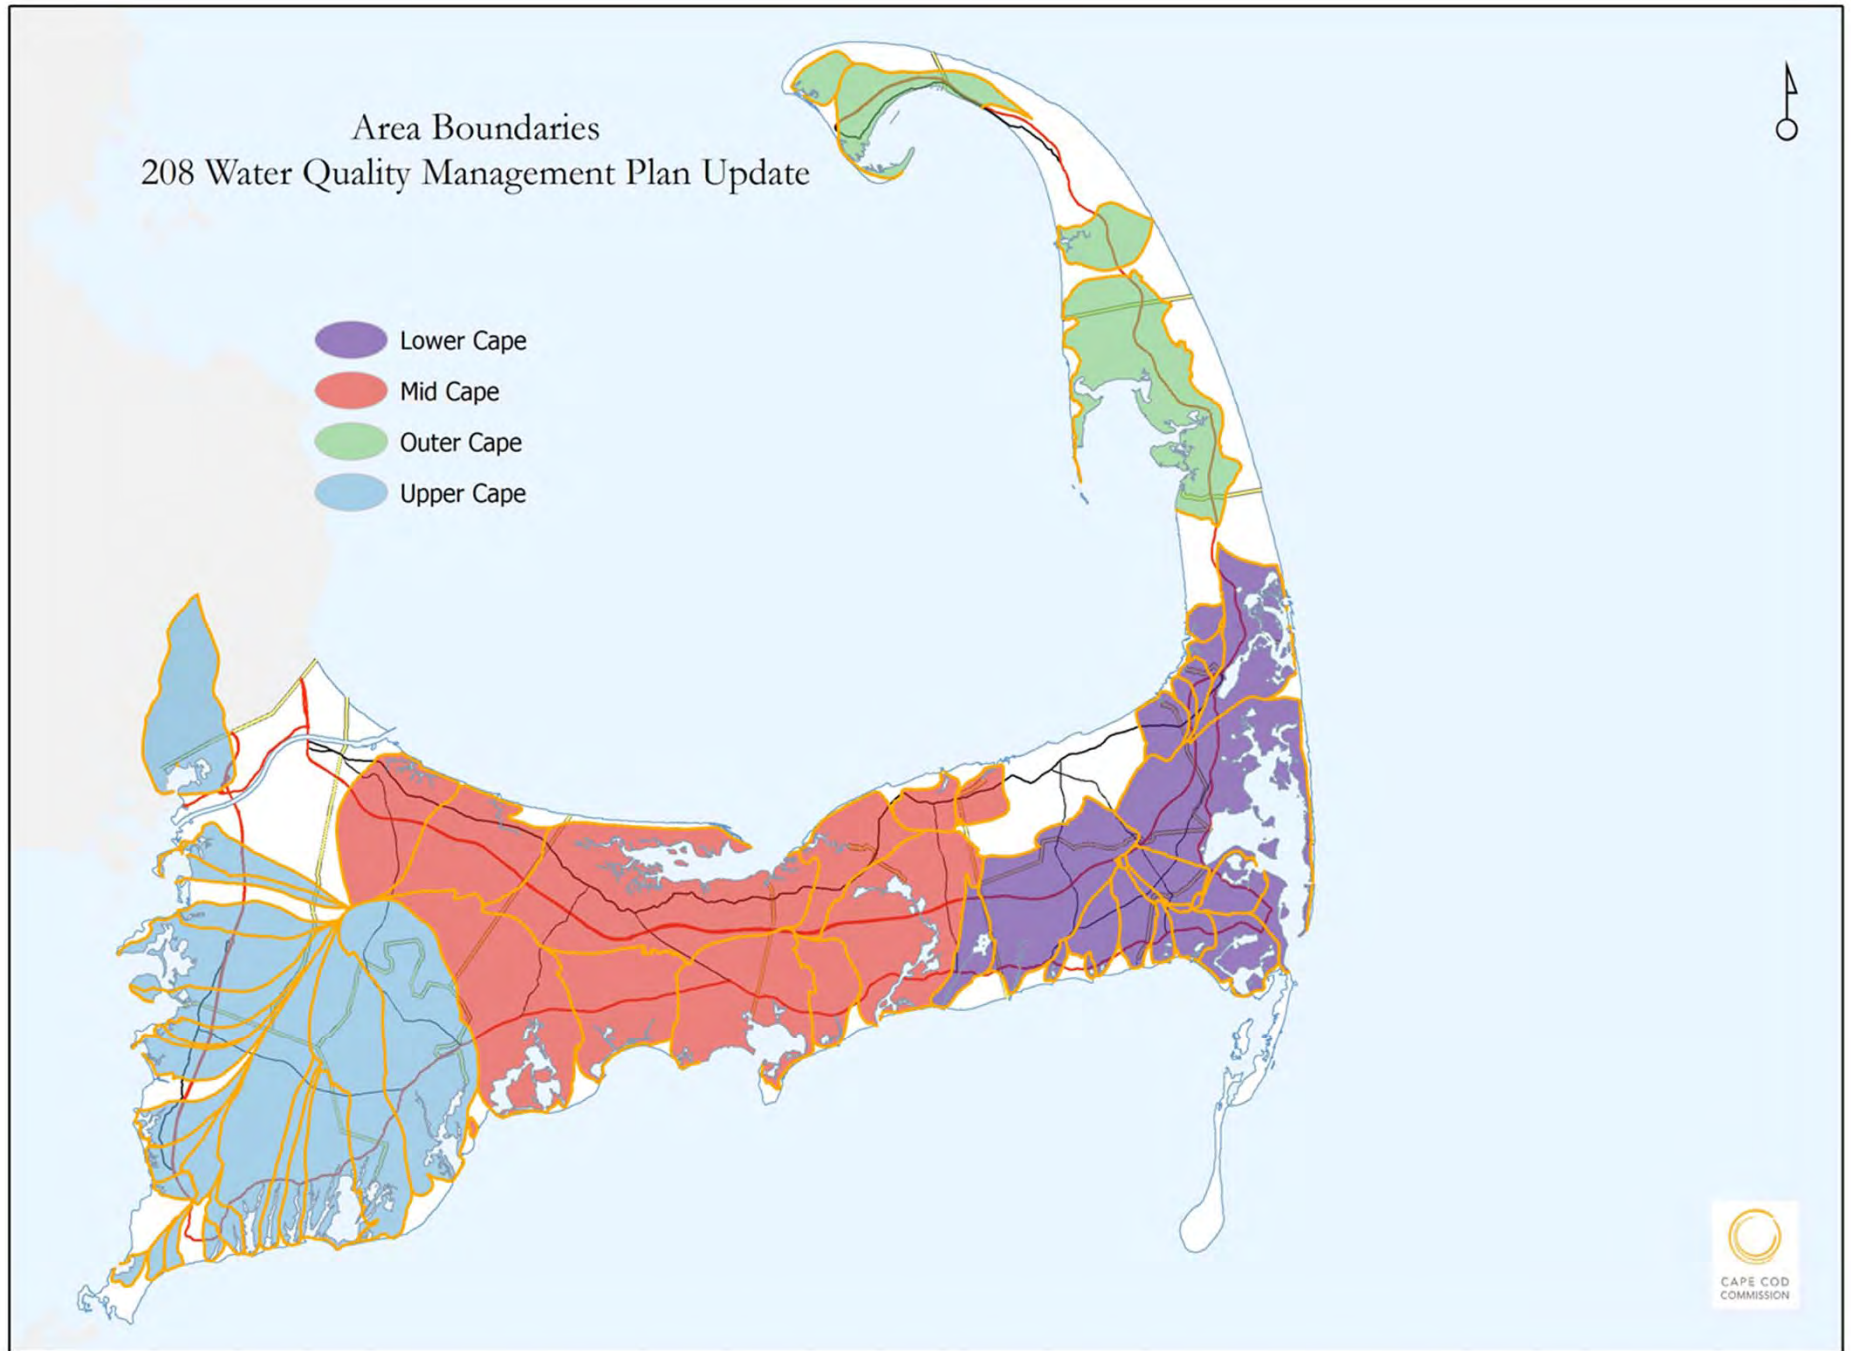 Area Boundaries
208 Water Quality Management Plan Update
Lower Cape
Mid Cape
Outer Cape
Upper Cape
CAPE COD
COMMISSION